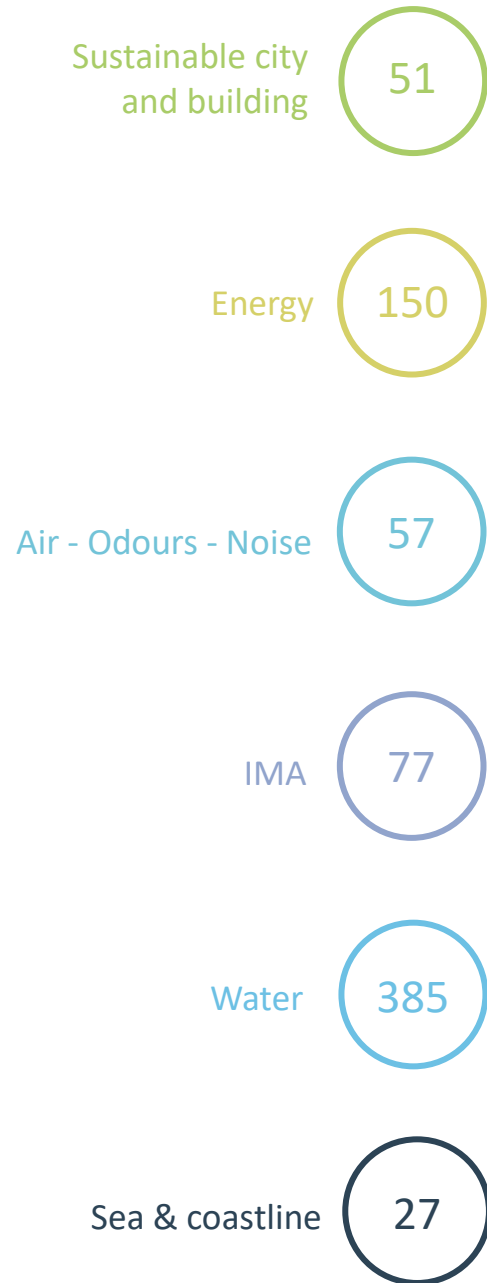 Sustainable city
and building
51
Energy
150
Air - Odours - Noise
57
IMA
77
Water
385
Sea & coastline
27